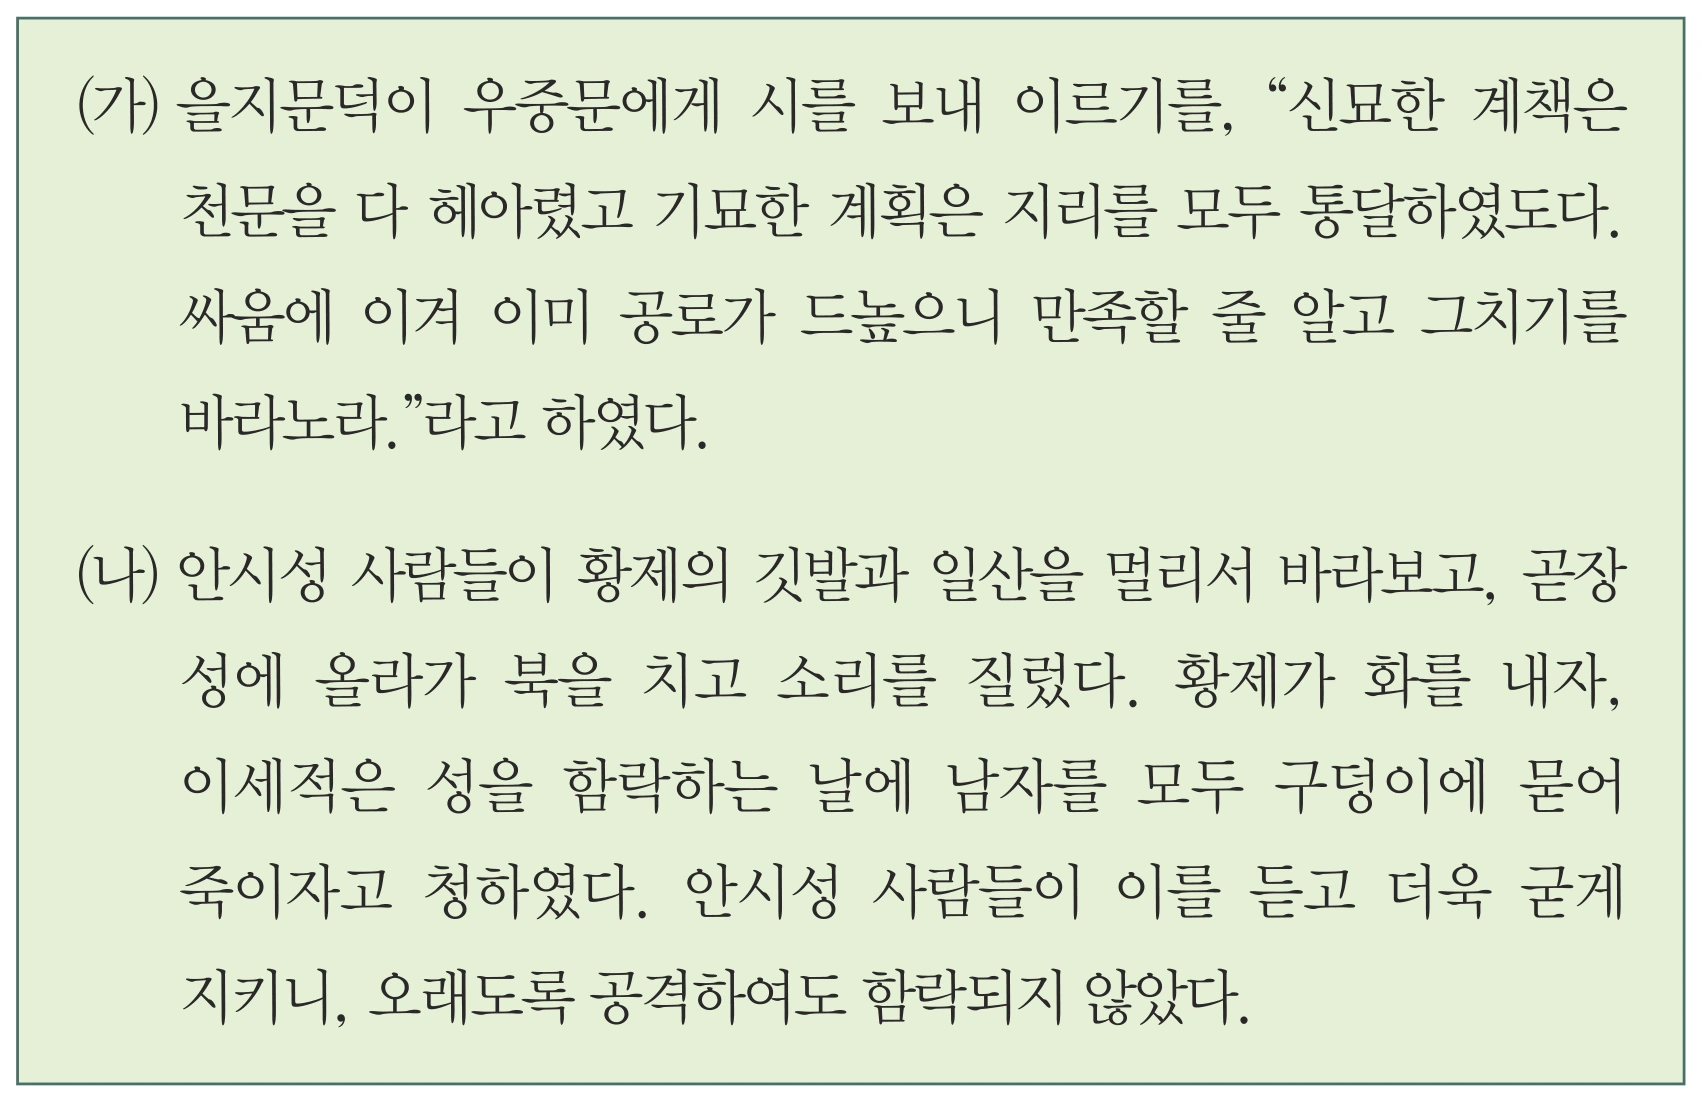 (가) 을지문덕이 우중문에게 시를 보내 이르기를, “신묘한 계책은
천문을 다 헤아렸고 기묘한 계획은 지리를 모두 통달하였도다.
싸움에 이겨 이미 공로가 드높으니 만족할 줄 알고 그치기를
바라노라.”라고 하였다.
(나) 안시성 사람들이 황제의 깃발과 일산을 멀리서 바라보고, 곧장
성에 올라가 북을 치고 소리를 질렀다. 황제가 화를 내자,
이세적은 성을 함락하는 날에 남자를 모두 구덩이에 묻어
죽이자고 청하였다. 안시성 사람들이 이를 듣고 더욱 굳게
지키니, 오래도록 공격하여도 함락되지 않았다.